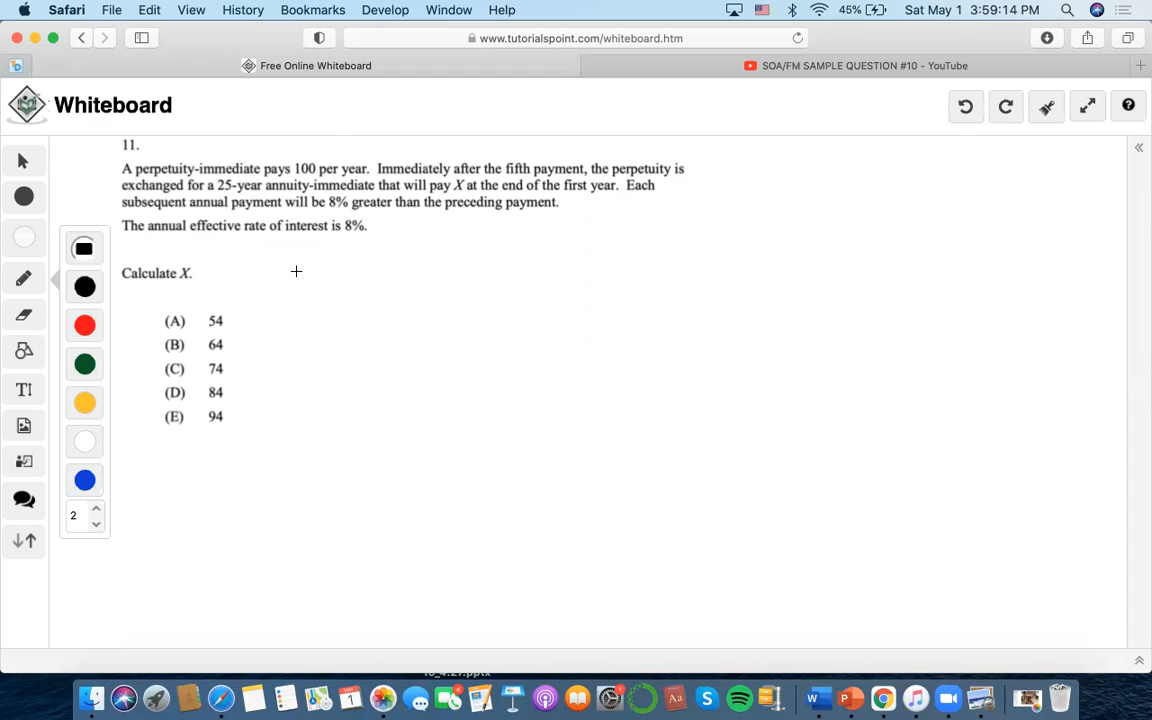 Safari File Edit View History Bookmarks Develop Window Help 45% Sat May 1 3:59:14 PM
www.tutorialspoint.com/whiteboard.htm
Free Online Whiteboard SOA/FM SAMPLE QUESTION #10 - YouTube
Whiteboard
11.
A perpetuity-immediate pays 100 per year. Immediately after the fifth payment, the perpetuity is
exchanged for a 25-year annuity-immediate that will pay X at the end of the first year. Each
subsequent annual payment will be 8% greater than the preceding payment.
The annual effective rate of interest is 8%.
Calculate X.
(A) 54
(B) 64
(C) 74
(D) 84
(E) 94
2